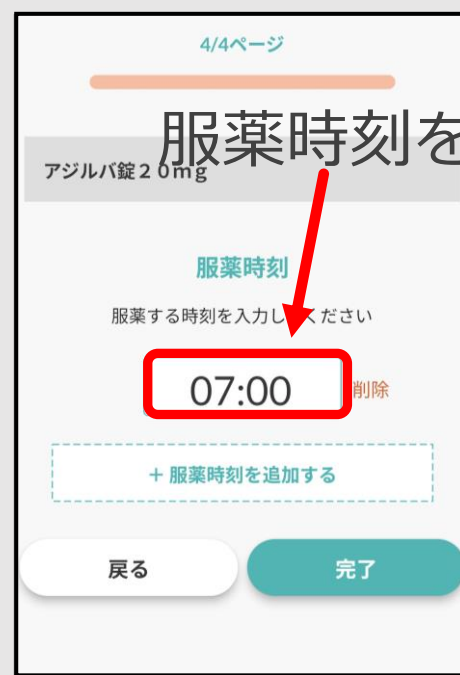 4/4ページ
服薬時刻を
アジルバ錠20mg
服薬時刻
服薬する時刻を入力し ください
07:00
削除
+ 服薬時刻を追加する
戻る
完了